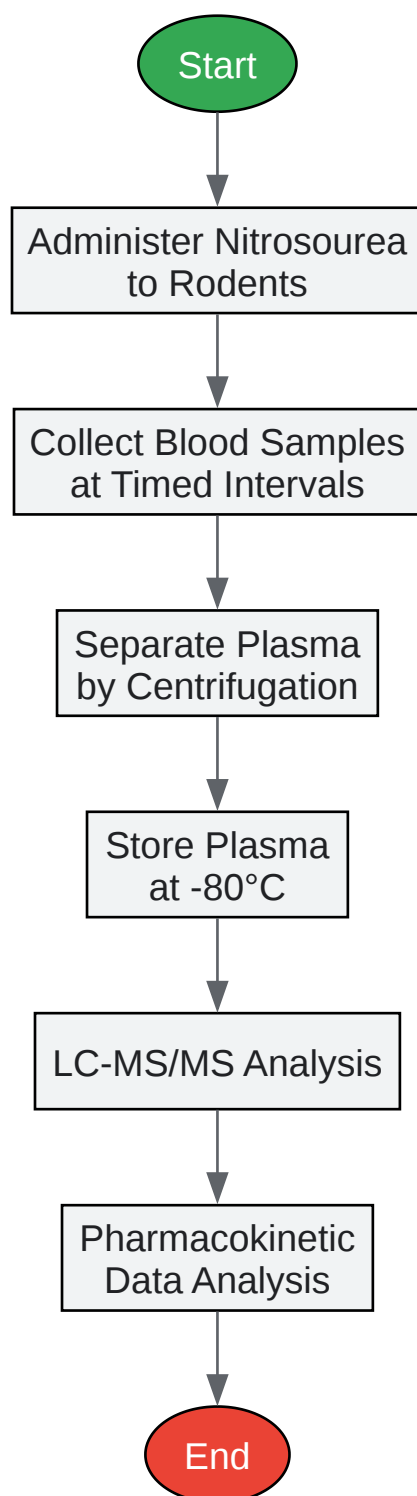 Start
Administer Nitrosourea
to Rodents
Collect Blood Samples
at Timed Intervals
Separate Plasma
by Centrifugation
Store Plasma
at -80°C
LC-MS/MS Analysis
Pharmacokinetic
Data Analysis
End